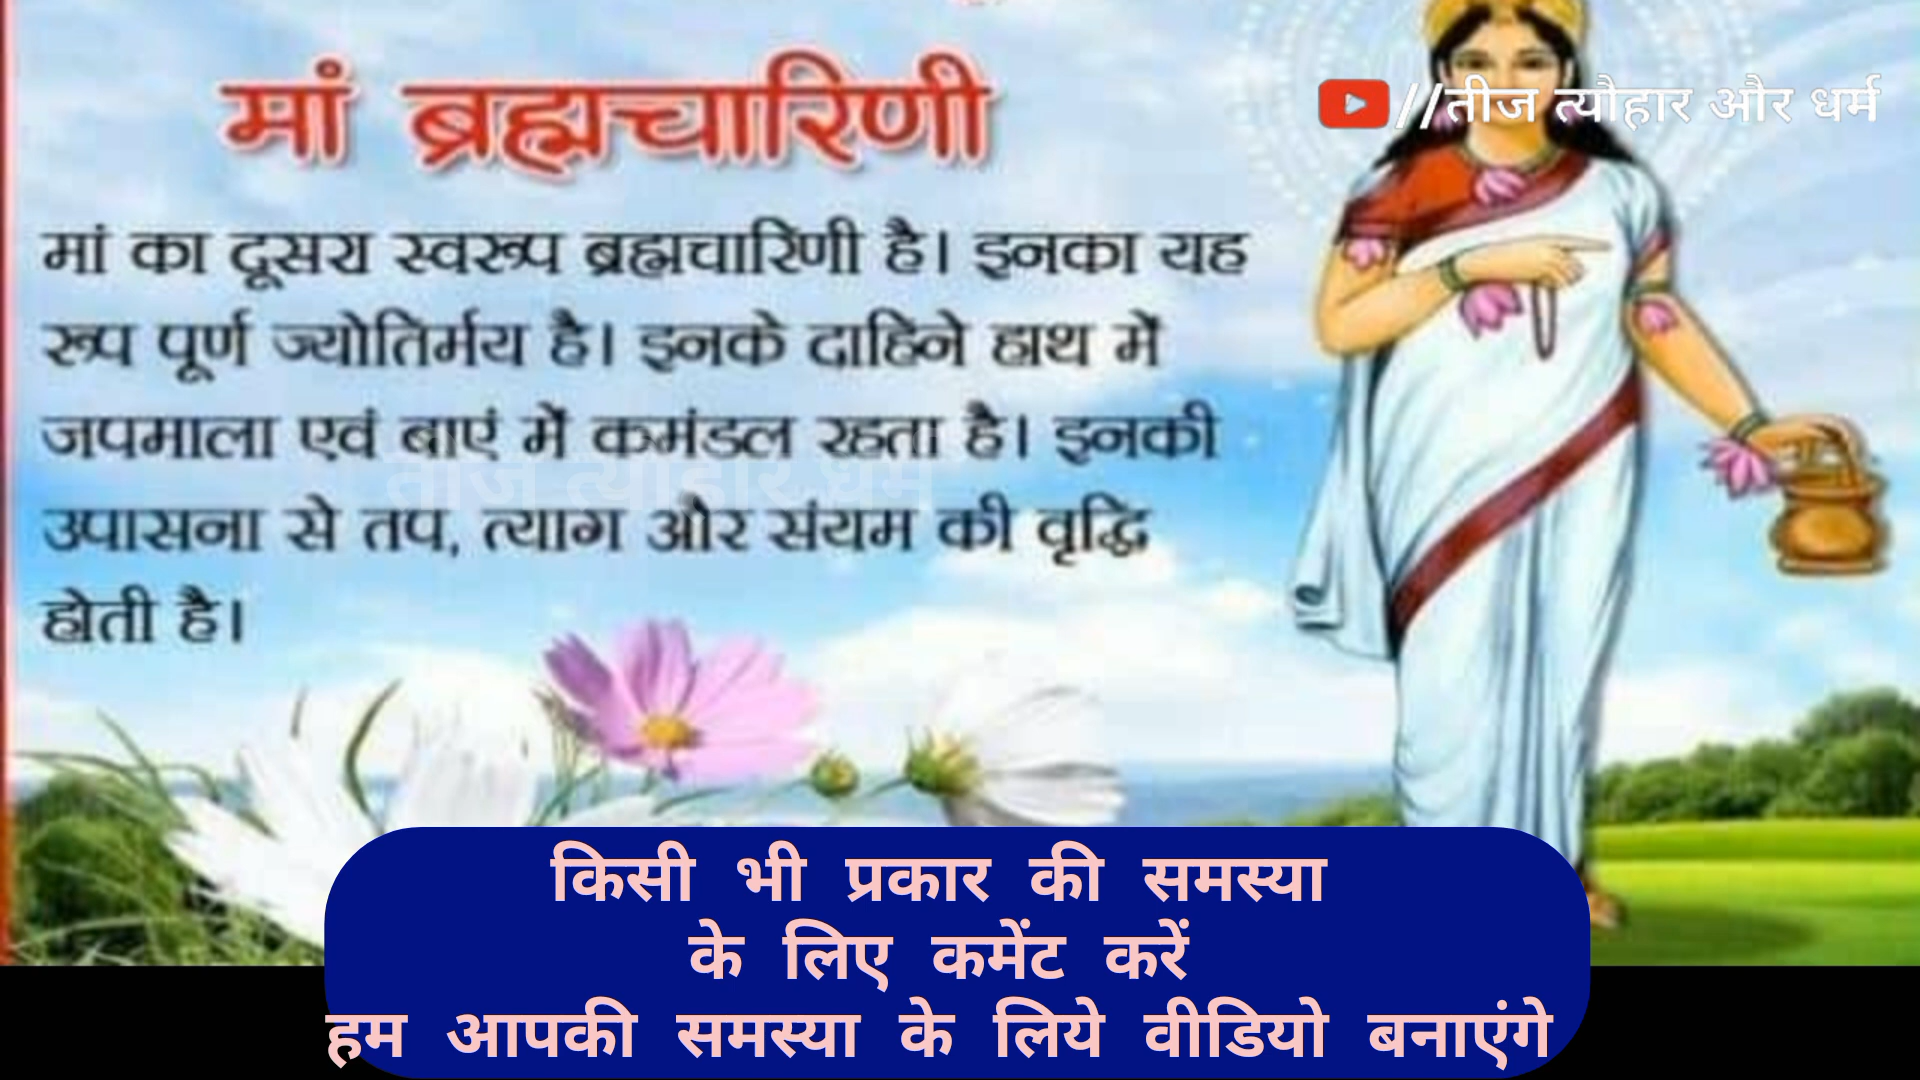 मां ब्रह्मचारिणी
//तीज त्यौहार और धर्म
मां का दूसरा स्वरूप ब्रह्मचारिणी है। इनका यह
रूप पूर्ण ज्योतिर्मय है। इनके दाहिने हाथ में
जपमाला एवं बाएं में कमंडल रहता है। इनकी
तीज त्यौहार धर्म
उपासना से तप, त्याग और संयम की वृद्धि
होती है।
किसी भी प्रकार की समस्या
के लिए कमेंट करें
हम आपकी समस्या के लिये वीडियो बनाएंगे